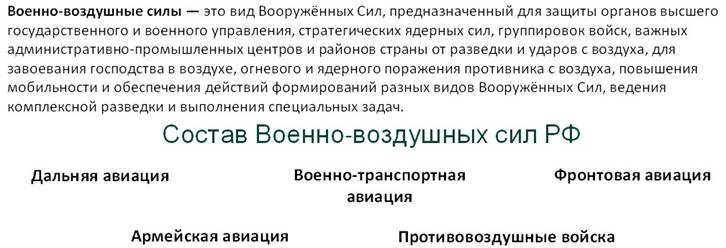 Военно-воздушные силы — это вид Вооружённых Сил, предназначенный для защиты органов высшего
государственного и военного управления, стратегических ядерных сил, группировок войск, важных
административно-промышленных центров и районов страны от разведки и ударов с воздуха, для
завоевания господства в воздухе, огневого и ядерного поражения противника с воздуха, повышения
мобильности и обеспечения действий формирований разных видов Вооружённых Сил, ведения
комплексной разведки и выполнения специальных задач.
Состав Военно-воздушных сил РФ
Дальняя авиация
Военно-транспортная
авиация
Фронтовая авиация
Армейская авиация
Противовоздушные войска